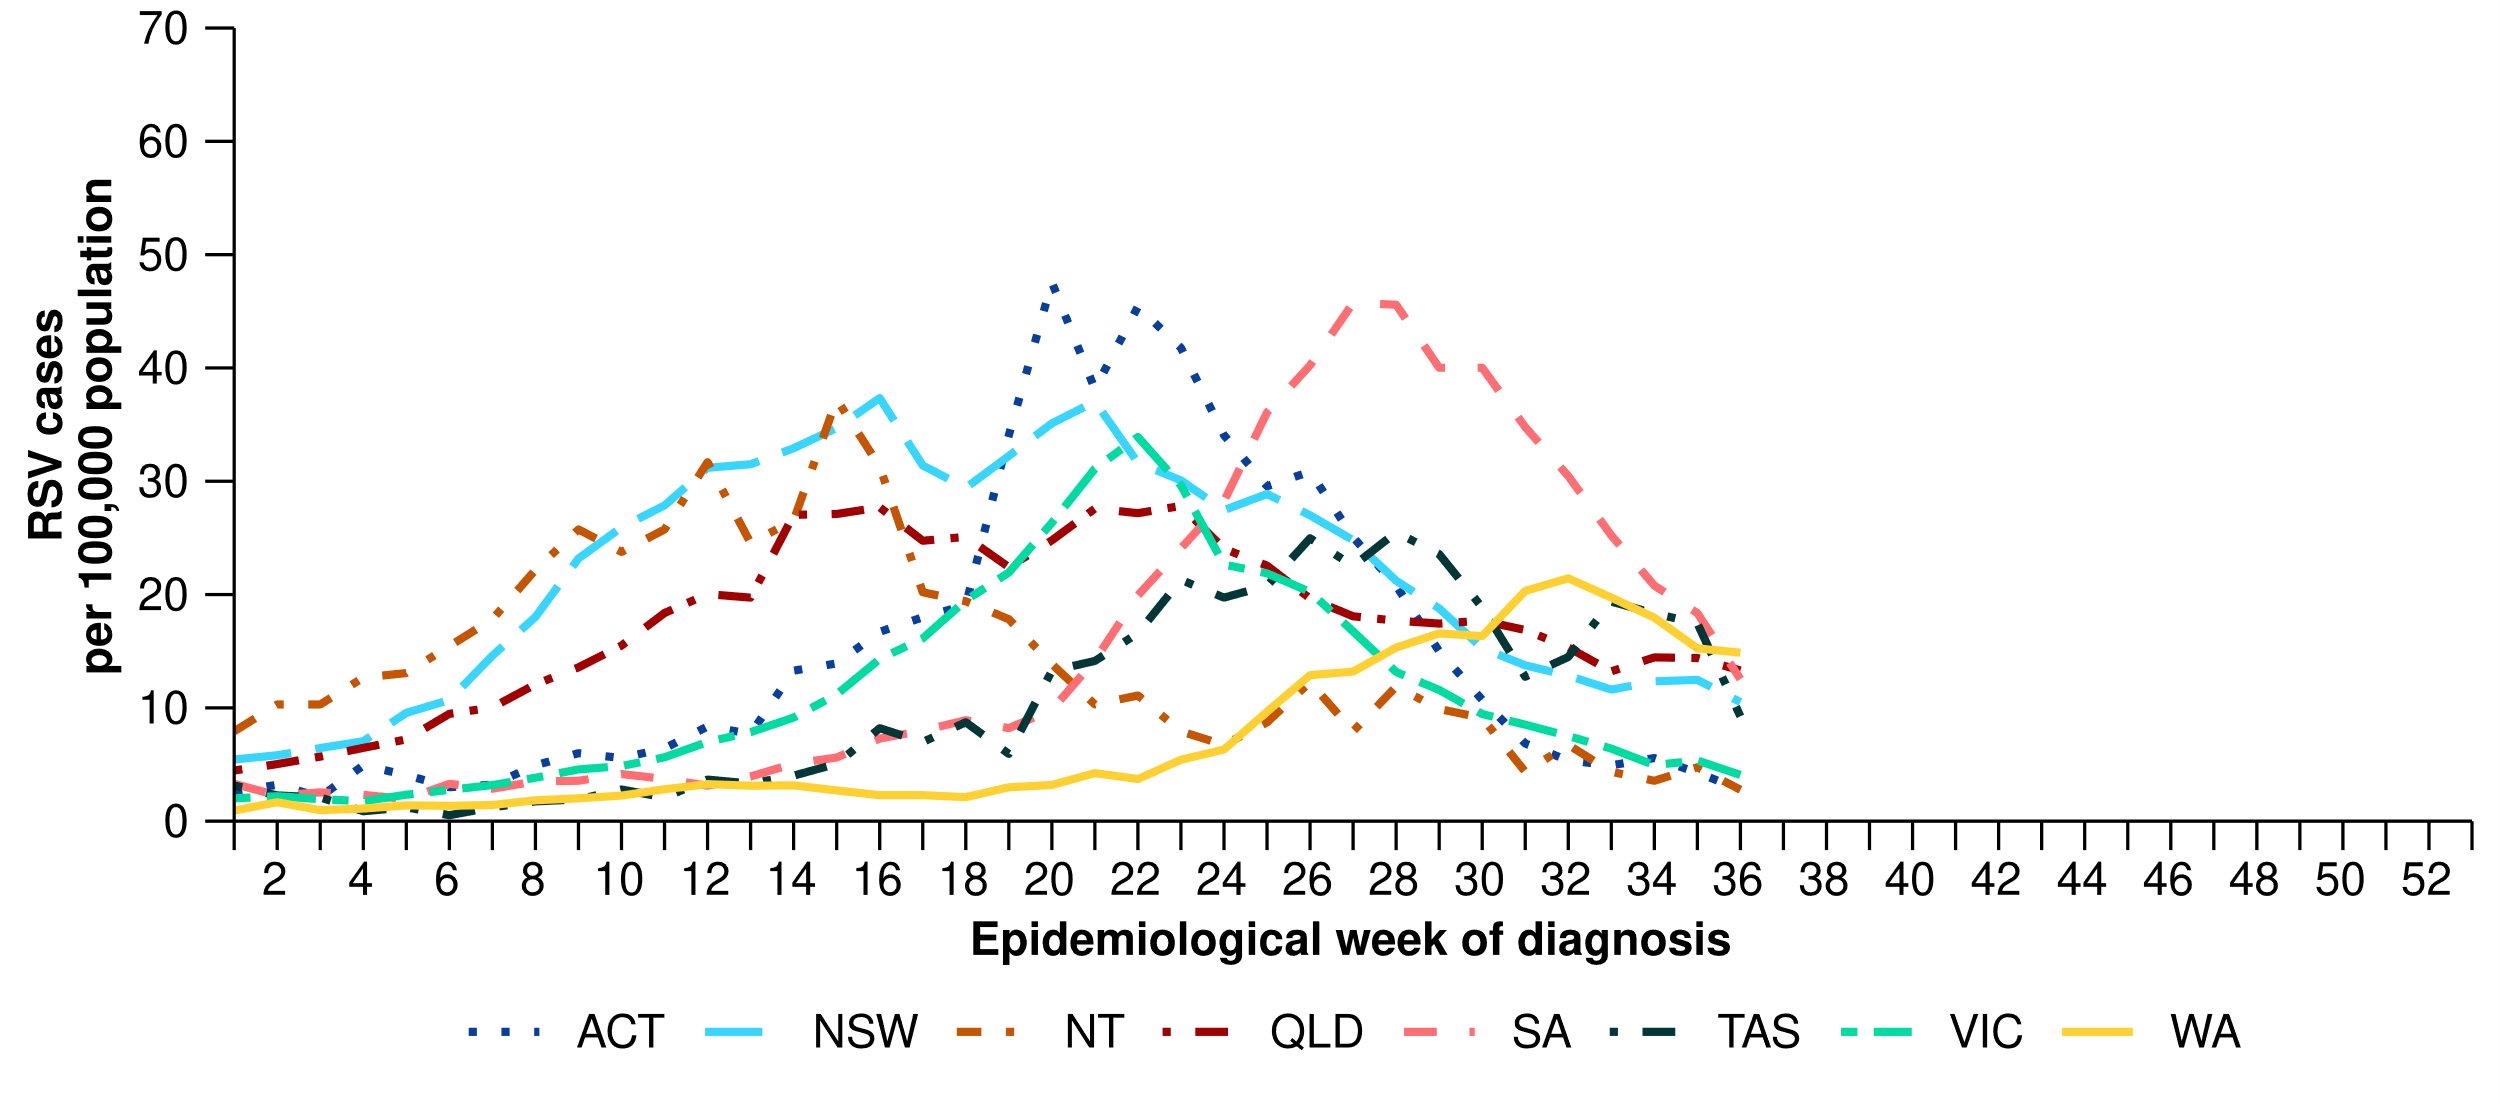 70
60
50
40
30
20
10
0
RSV cases
per 100,000 population
2 4 6 8 10 12 14 16 18 20 22 24 26 28 30 32 34 36 38 40 42 44 46 48 50 52
Epidemiological week of diagnosis
ACT NSW NT QLD SA TAS VIC WA